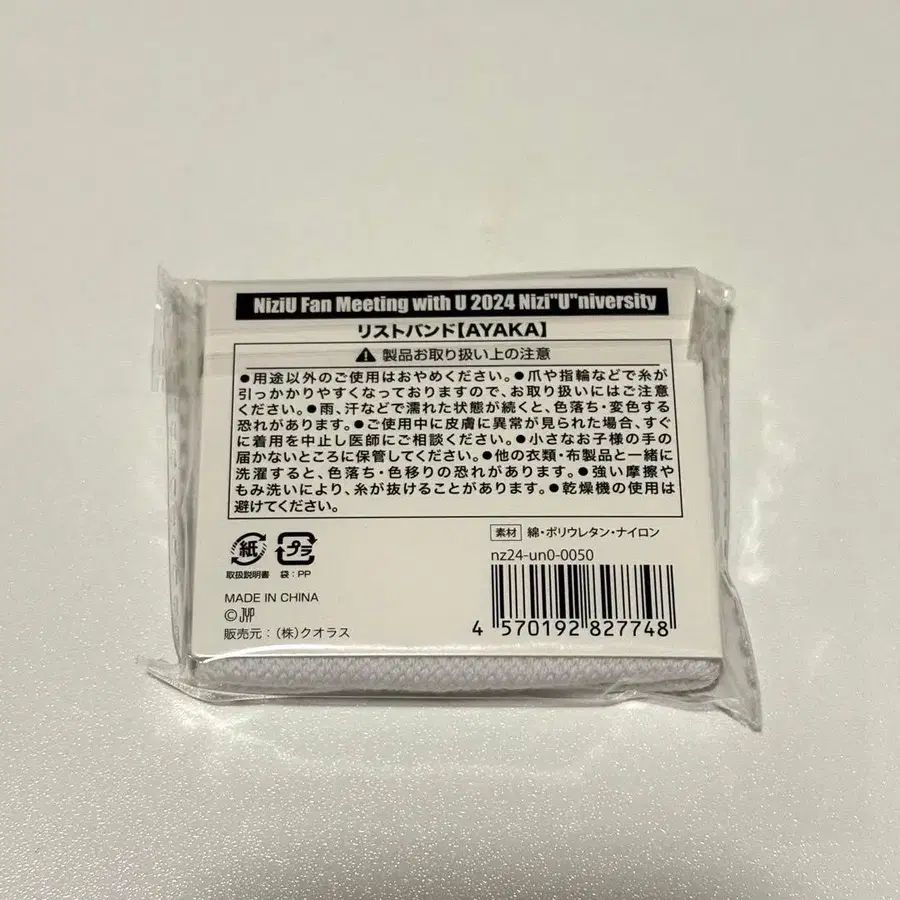 NiziU Fan Meeting with U 2024 Nizi"U"niversity
リストバンド【AYAKA】
⚠ 製品お取り扱い上の注意
●用途以外のご使用はおやめください。●爪や指輪などで糸が
引っかかりやすくなっておりますので、お取り扱いにはご注意
ください。●雨、汗などで濡れた状態が続くと、色落ち・変色する
恐れがあります。●ご使用中に皮膚に異常が見られた場合、すぐ
に着用を中止し医師にご相談ください。●小さなお子様の手の
届かないところに保管してください。●他の衣類・布製品と一緒に
洗濯すると、色落ち・色移りの恐れがあります。●強い摩擦や
もみ洗いにより、糸が抜けることがあります。●乾燥機の使用は
避けてください。
素材 綿・ポリウレタン・ナイロン
nz24-un0-0050
紙 プラ
取扱説明書 袋：PP
MADE IN CHINA
©JYP
販売元：（株）クオラス
4 570192 827748